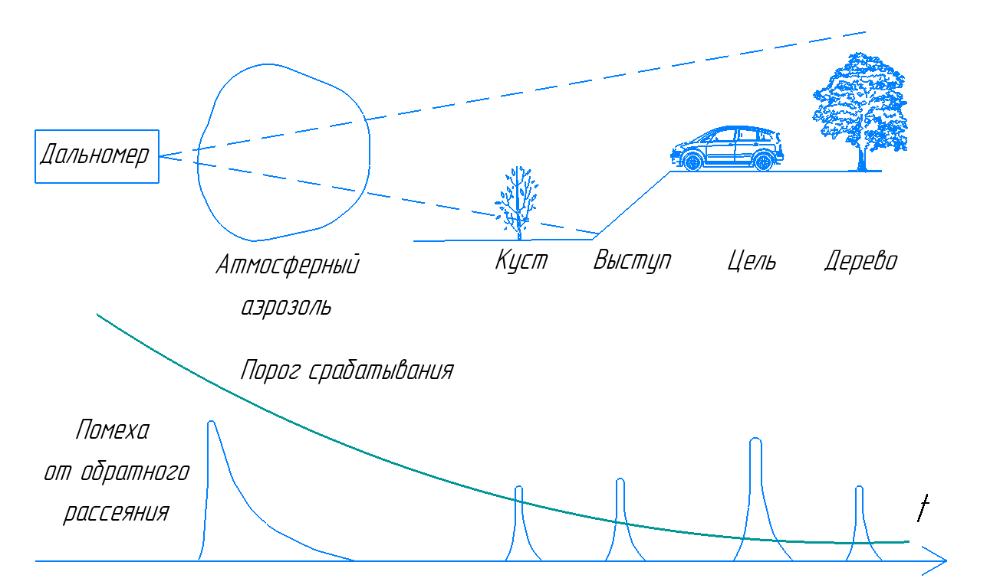 Дальномер
Атмосферный
аэрозоль
Куст
Выступ
Цель
Дерево
Порог срабатывания
Помеха
от обратного
рассеяния
t